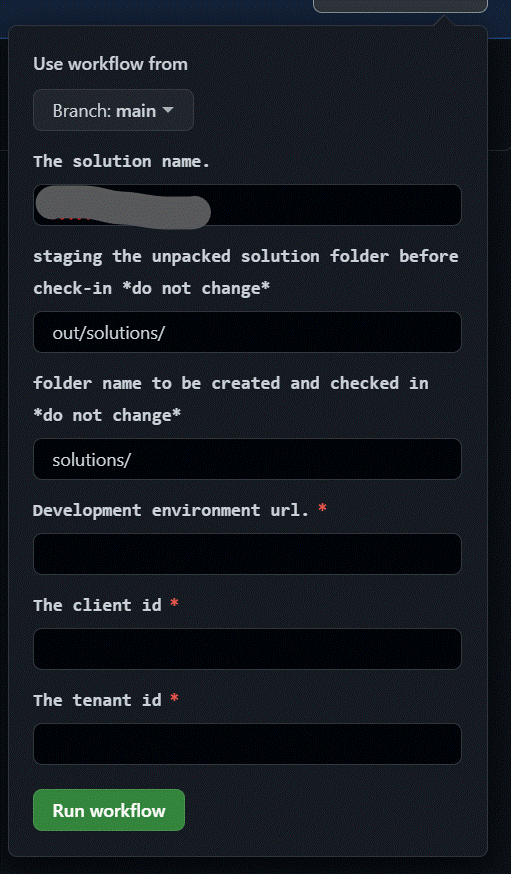 Use workflow from
Branch: main
The solution name.
staging the unpacked solution folder before
check-in *do not change*
out/solutions/
folder name to be created and checked in
*do not change*
solutions/
Development environment url. *
The client id *
The tenant id *
Run workflow